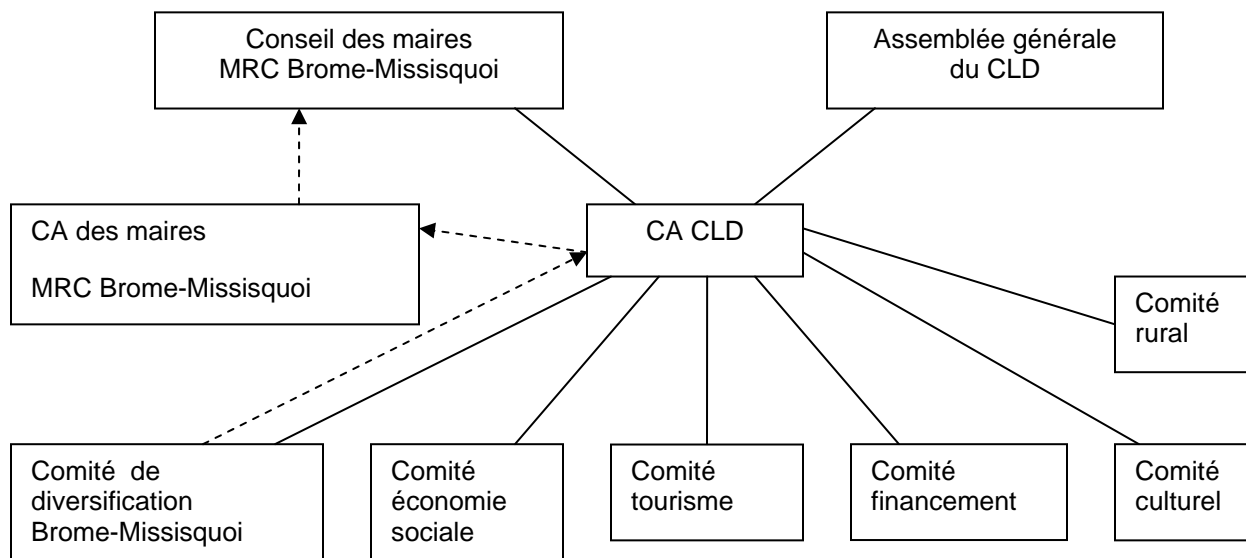 Conseil des maires
MRC Brome-Missisquoi
Assemblée générale
du CLD
CA des maires
MRC Brome-Missisquoi
CA CLD
Comité
rural
Comité de
diversification
Brome-Missisquoi
Comité
économie
sociale
Comité
tourisme
Comité
financement
Comité
culturel